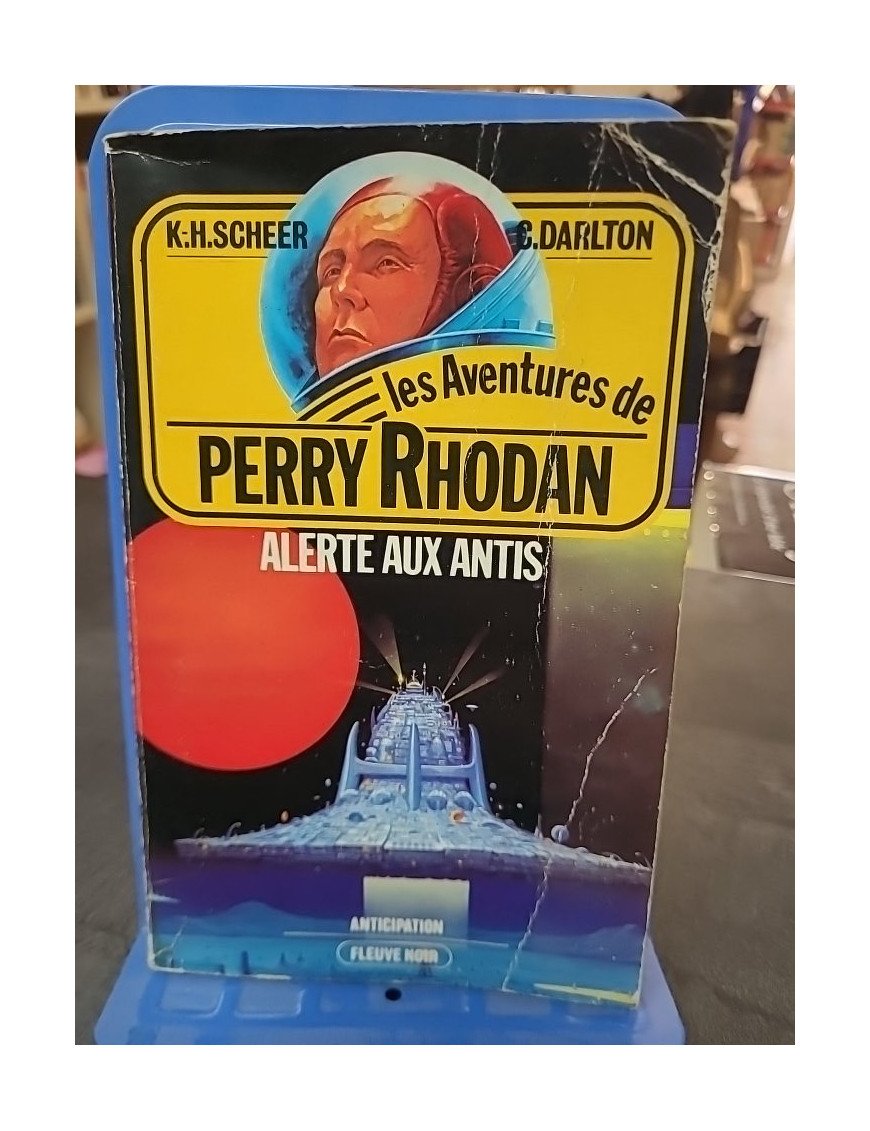 K.-H.SCHEER
C.DARLTON
les Aventures de
PERRY RHODAN
ALERTE AUX ANTIS
ANTICIPATION
FLEUVE NOIR